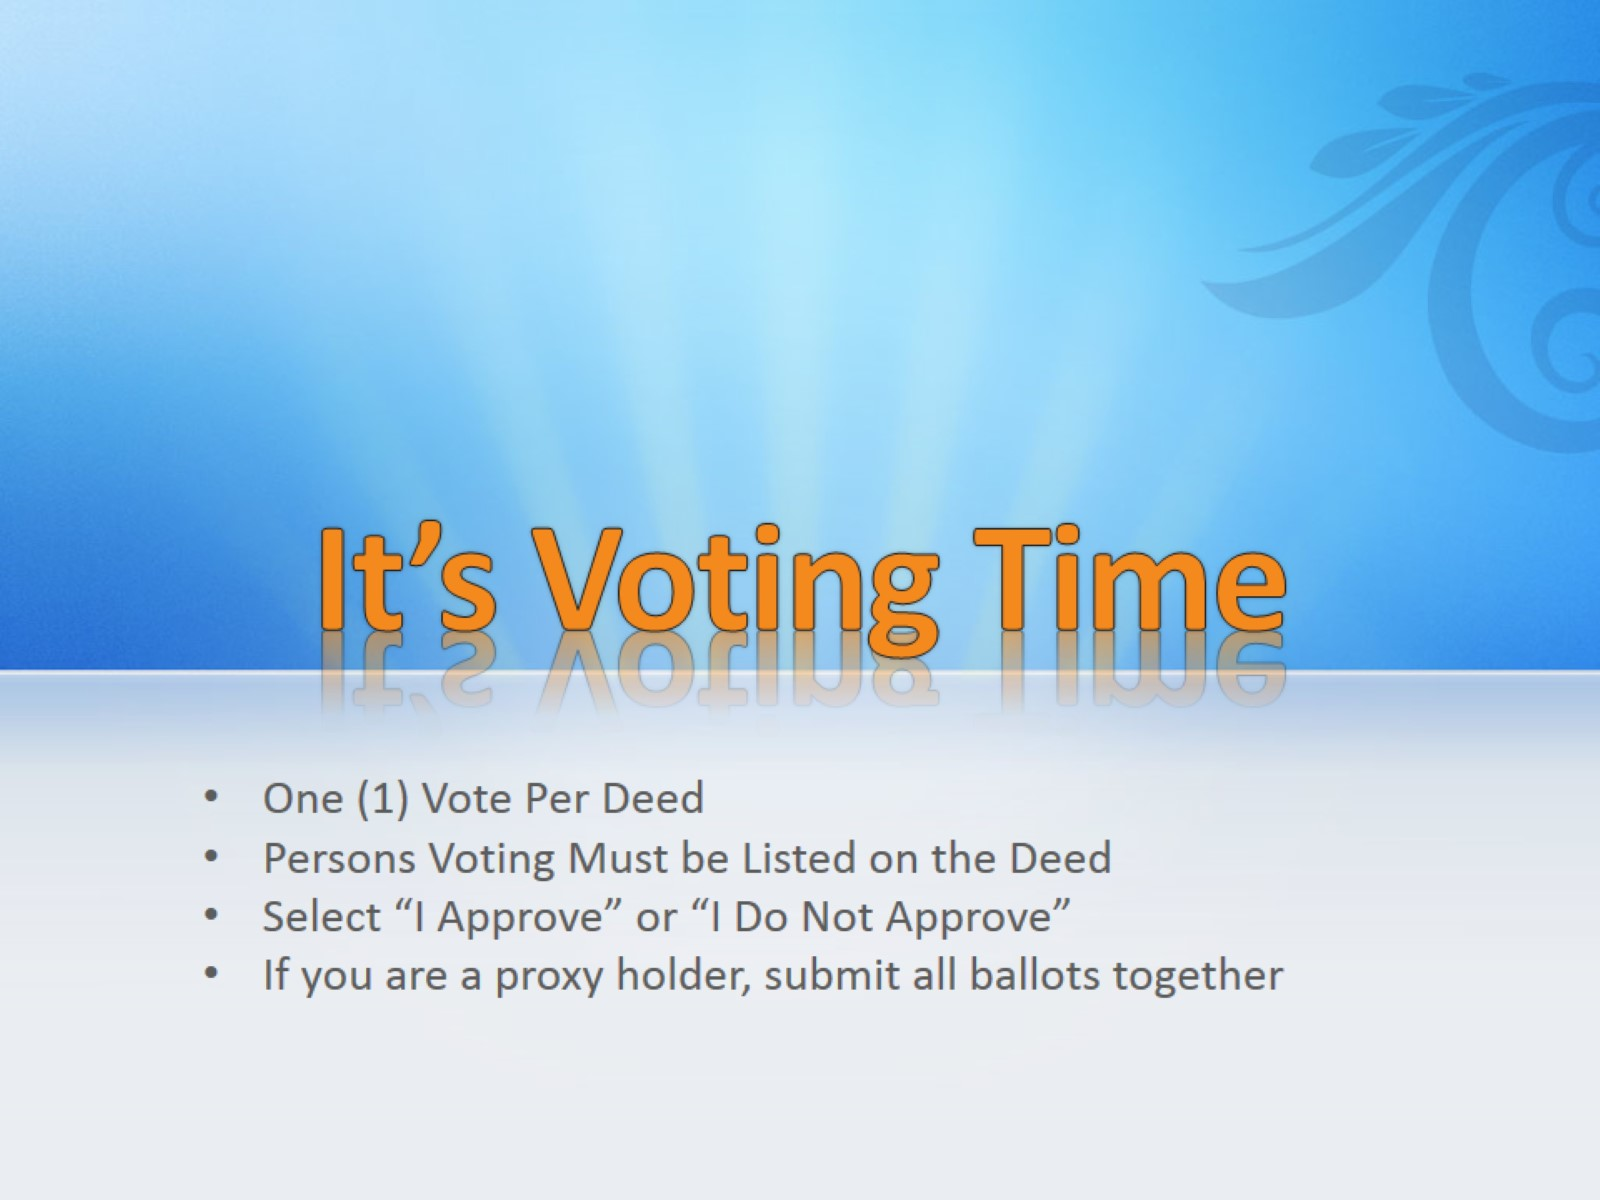 It’s Voting Time
• One (1) Vote Per Deed
• Persons Voting Must be Listed on the Deed
• Select “I Approve” or “I Do Not Approve”
• If you are a proxy holder, submit all ballots together